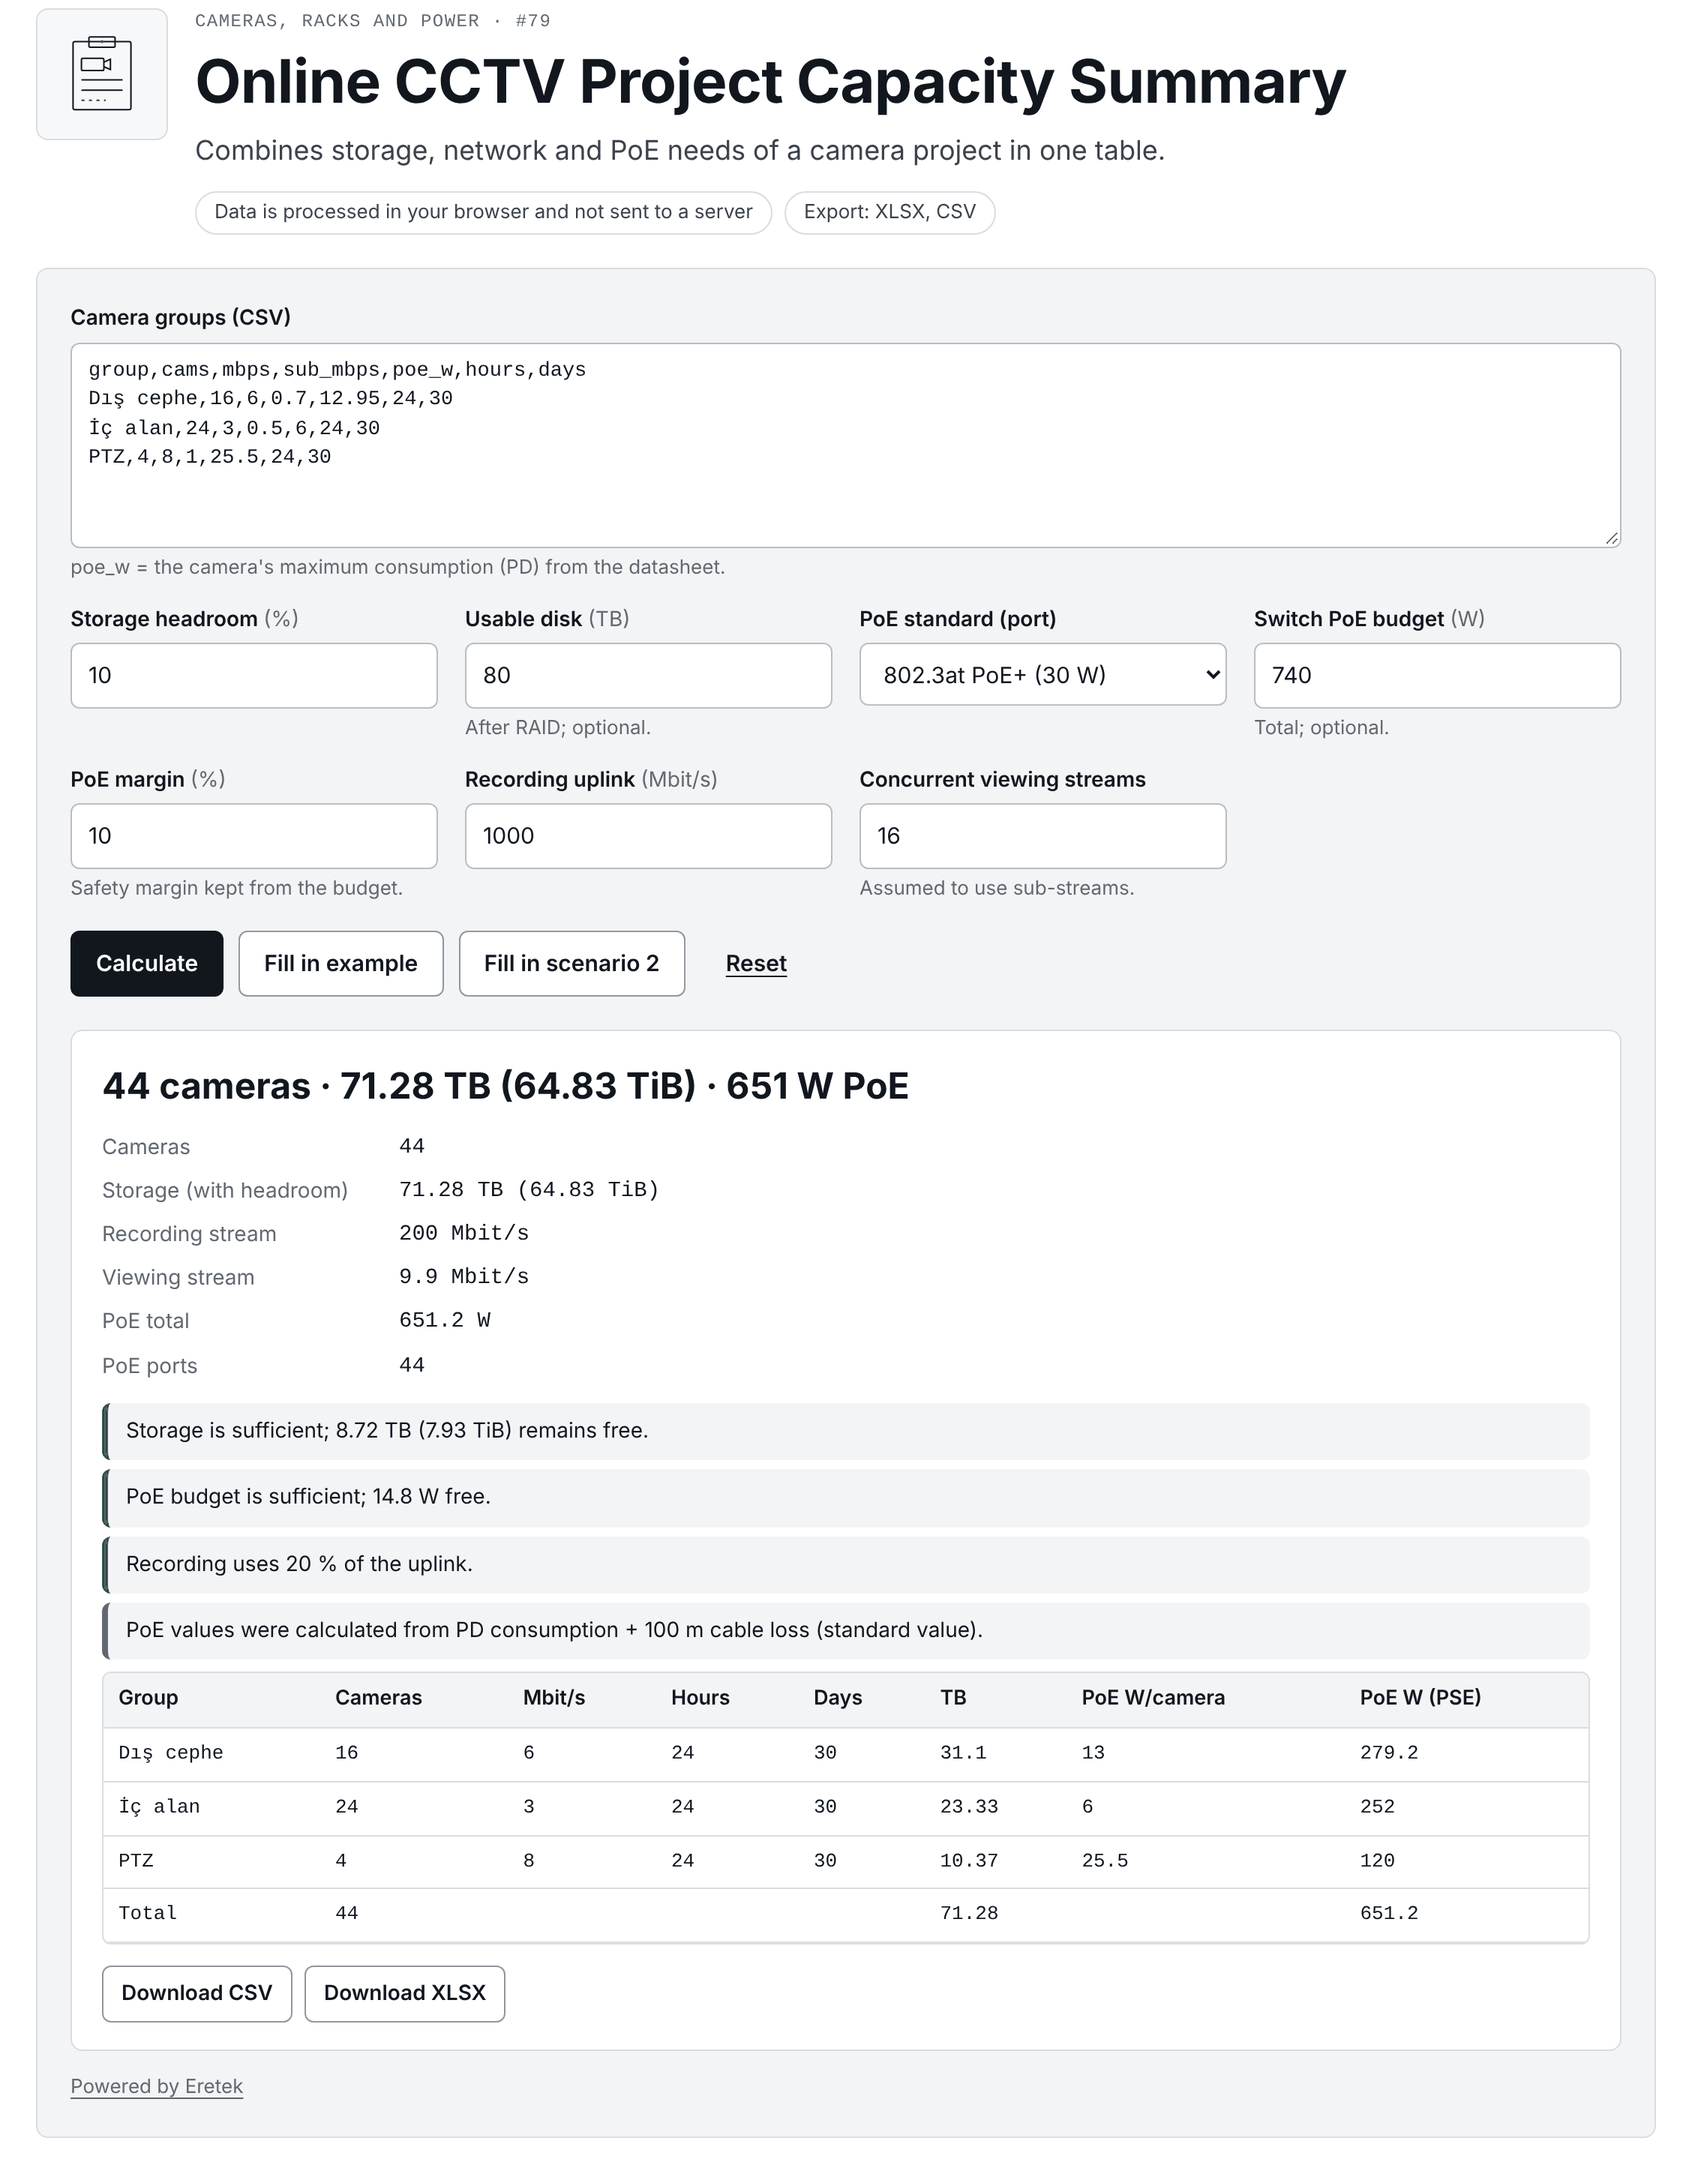 CAMERAS, RACKS AND POWER · #79
Online CCTV Project Capacity Summary
Combines storage, network and PoE needs of a camera project in one table.
Data is processed in your browser and not sent to a server
Export: XLSX, CSV
Camera groups (CSV)
group,cams,mbps,sub_mbps,poe_w,hours,days
Dış cephe,16,6,0.7,12.95,24,30
İç alan,24,3,0.5,6,24,30
PTZ,4,8,1,25.5,24,30
poe_w = the camera's maximum consumption (PD) from the datasheet.
Storage headroom (%) Usable disk (TB) PoE standard (port) Switch PoE budget (W)
10 80 802.3at PoE+ (30 W) 740
After RAID; optional. Total; optional.
PoE margin (%) Recording uplink (Mbit/s) Concurrent viewing streams
10 1000 16
Safety margin kept from the budget. Assumed to use sub-streams.
Calculate Fill in example Fill in scenario 2 Reset
44 cameras · 71.28 TB (64.83 TiB) · 651 W PoE
Cameras 44
Storage (with headroom) 71.28 TB (64.83 TiB)
Recording stream 200 Mbit/s
Viewing stream 9.9 Mbit/s
PoE total 651.2 W
PoE ports 44
Storage is sufficient; 8.72 TB (7.93 TiB) remains free.
PoE budget is sufficient; 14.8 W free.
Recording uses 20 % of the uplink.
PoE values were calculated from PD consumption + 100 m cable loss (standard value).
Group Cameras Mbit/s Hours Days TB PoE W/camera PoE W (PSE)
Dış cephe 16 6 24 30 31.1 13 279.2
İç alan 24 3 24 30 23.33 6 252
PTZ 4 8 24 30 10.37 25.5 120
Total 44 71.28 651.2
Download CSV Download XLSX
Powered by Eretek